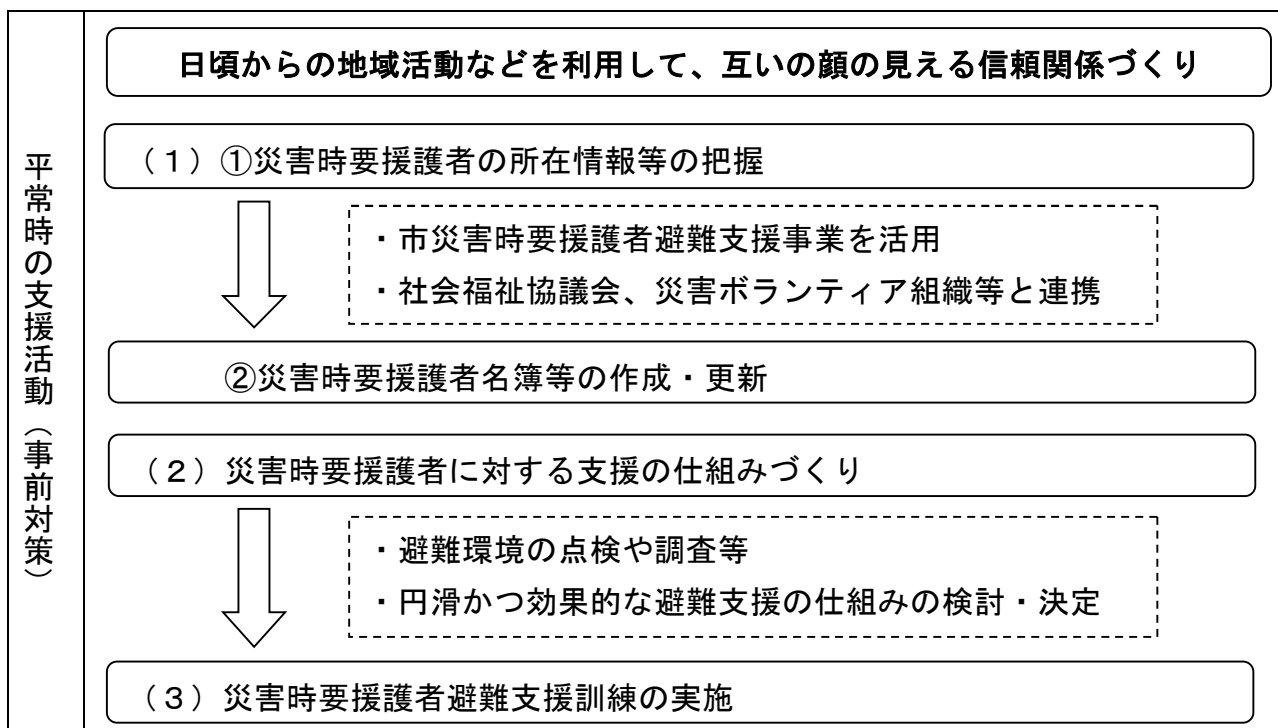 平常時の支援活動（事前対策）
日頃からの地域活動などを利用して、互いの顔の見える信頼関係づくり
（１）①災害時要援護者の所在情報等の把握
・市災害時要援護者避難支援事業を活用
・社会福祉協議会、災害ボランティア組織等と連携
②災害時要援護者名簿等の作成・更新
（２）災害時要援護者に対する支援の仕組みづくり
・避難環境の点検や調査等
・円滑かつ効果的な避難支援の仕組みの検討・決定
（３）災害時要援護者避難支援訓練の実施